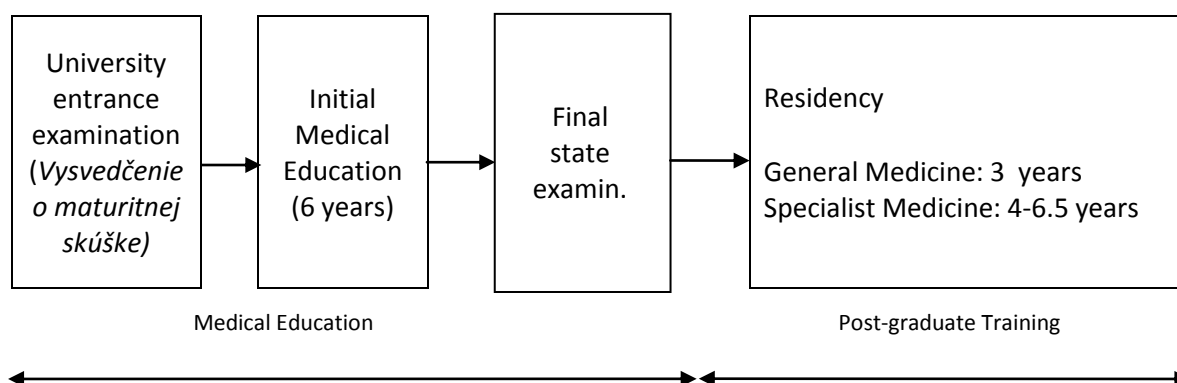 University
entrance
examination
(Vysvedčenie
o maturitnej
skúške)
Initial
Medical
Education
(6 years)
Final
state
examin.
Residency
General Medicine: 3  years
Specialist Medicine: 4-6.5 years
Medical Education
Post-graduate Training